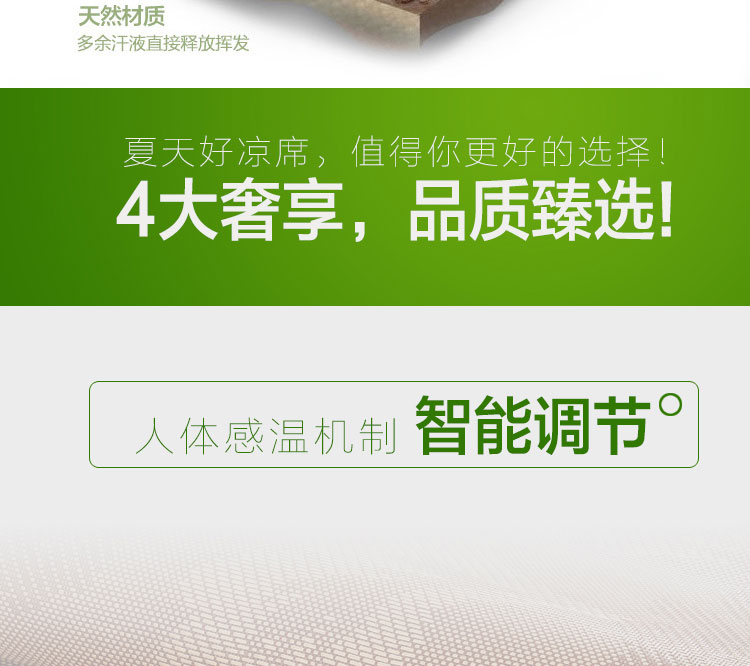 天然材质
多余汗液直接释放挥发
夏天好凉席，值得你更好的选择！
4大奢享，品质臻选！
人体感温机制 智能调节